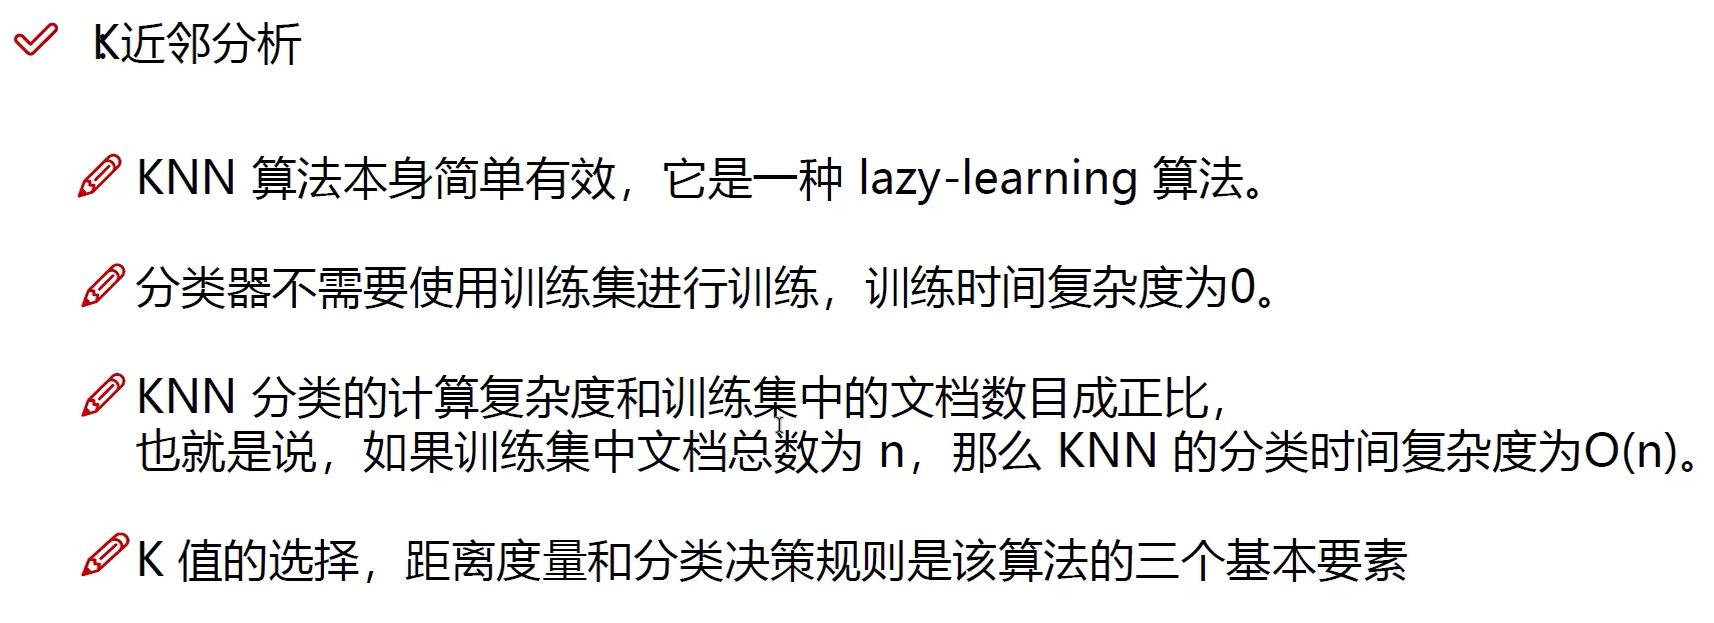 K近邻分析
KNN 算法本身简单有效，它是一种 lazy-learning 算法。
分类器不需要使用训练集进行训练，训练时间复杂度为0。
KNN 分类的计算复杂度和训练集中的文档数目成正比，
也就是说，如果训练集中文档总数为 n，那么 KNN 的分类时间复杂度为O(n)。
K 值的选择，距离度量和分类决策规则是该算法的三个基本要素